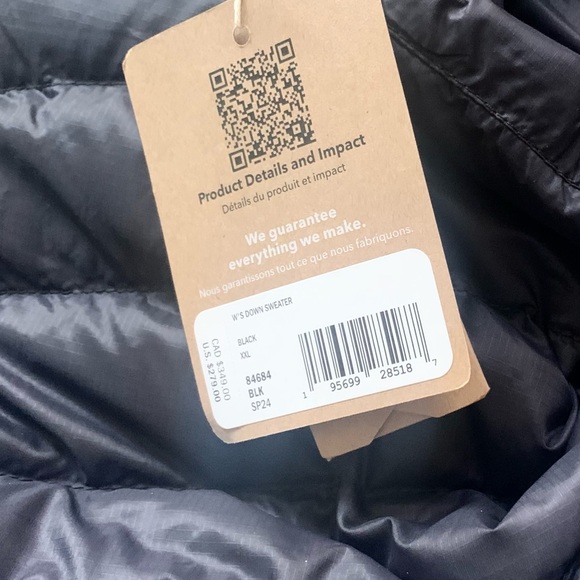 Product Details and Impact
Détails du produit et impact
We guarantee
everything we make.
Nous garantissons tout ce que nous fabriquons.
W'S DOWN SWEATER
BLACK
XXL
84684
BLK
SP24
CAD $349.00
U.S. $279.00
1 95699 28518 7